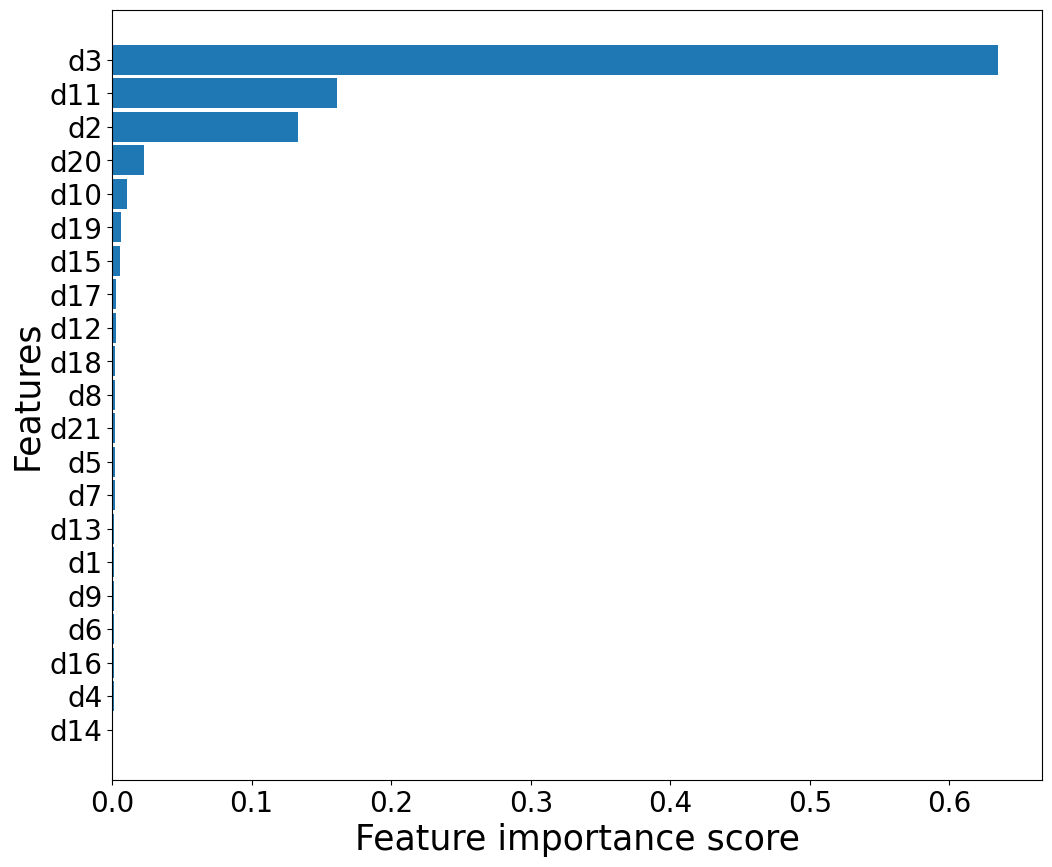 d3
d11
d2
d20
d10
d19
d15
d17
d12
d18
d8
d21
d5
d7
d13
d1
d9
d6
d16
d4
d14
Features
0.0 0.1 0.2 0.3 0.4 0.5 0.6
Feature importance score